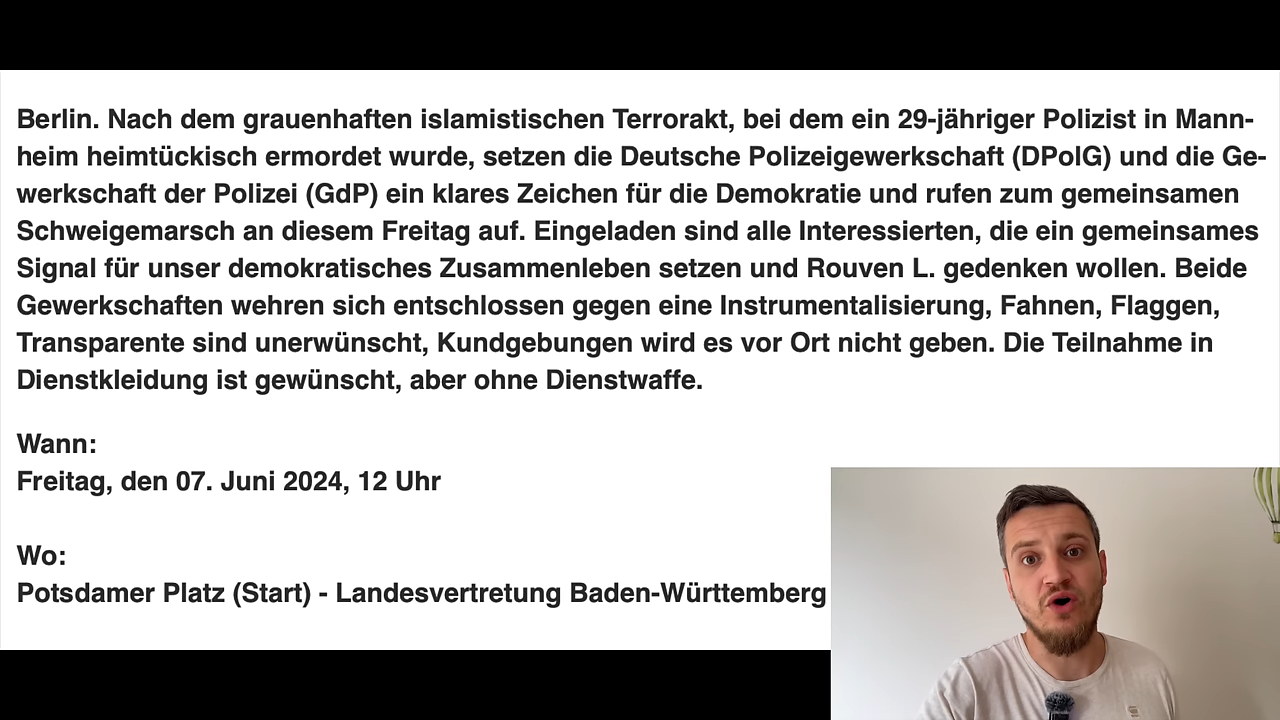 Berlin. Nach dem grauenhaften islamistischen Terrorakt, bei dem ein 29-jähriger Polizist in Mann-
heim heimtückisch ermordet wurde, setzen die Deutsche Polizeigewerkschaft (DPolG) und die Ge-
werkschaft der Polizei (GdP) ein klares Zeichen für die Demokratie und rufen zum gemeinsamen
Schweigemarsch an diesem Freitag auf. Eingeladen sind alle Interessierten, die ein gemeinsames
Signal für unser demokratisches Zusammenleben setzen und Rouven L. gedenken wollen. Beide
Gewerkschaften wehren sich entschlossen gegen eine Instrumentalisierung, Fahnen, Flaggen,
Transparente sind unerwünscht, Kundgebungen wird es vor Ort nicht geben. Die Teilnahme in
Dienstkleidung ist gewünscht, aber ohne Dienstwaffe.
Wann:
Freitag, den 07. Juni 2024, 12 Uhr
Wo:
Potsdamer Platz (Start) - Landesvertretung Baden-Württemberg